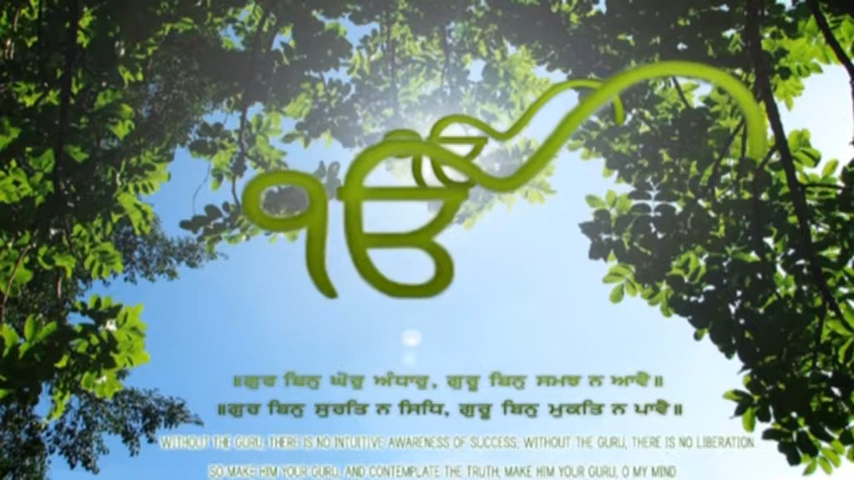 ੴ
॥ਗੁਰ ਬਿਨੁ ਘੋਰੁ ਅੰਧਾਰੁ, ਗੁਰੂ ਬਿਨੁ ਸਮਝ ਨ ਆਵੈ॥
॥ਗੁਰ ਬਿਨੁ ਸੁਰਤਿ ਨ ਸਿਧਿ, ਗੁਰੂ ਬਿਨੁ ਮੁਕਤਿ ਨ ਪਾਵੈ॥
WITHOUT THE GURU, THERE IS NO INTUITIVE AWARENESS OF SUCCESS, WITHOUT THE GURU, THERE IS NO LIBERATION.
SO MAKE HIM YOUR GURU, AND CONTEMPLATE THE TRUTH; MAKE HIM YOUR GURU, O MY MIND